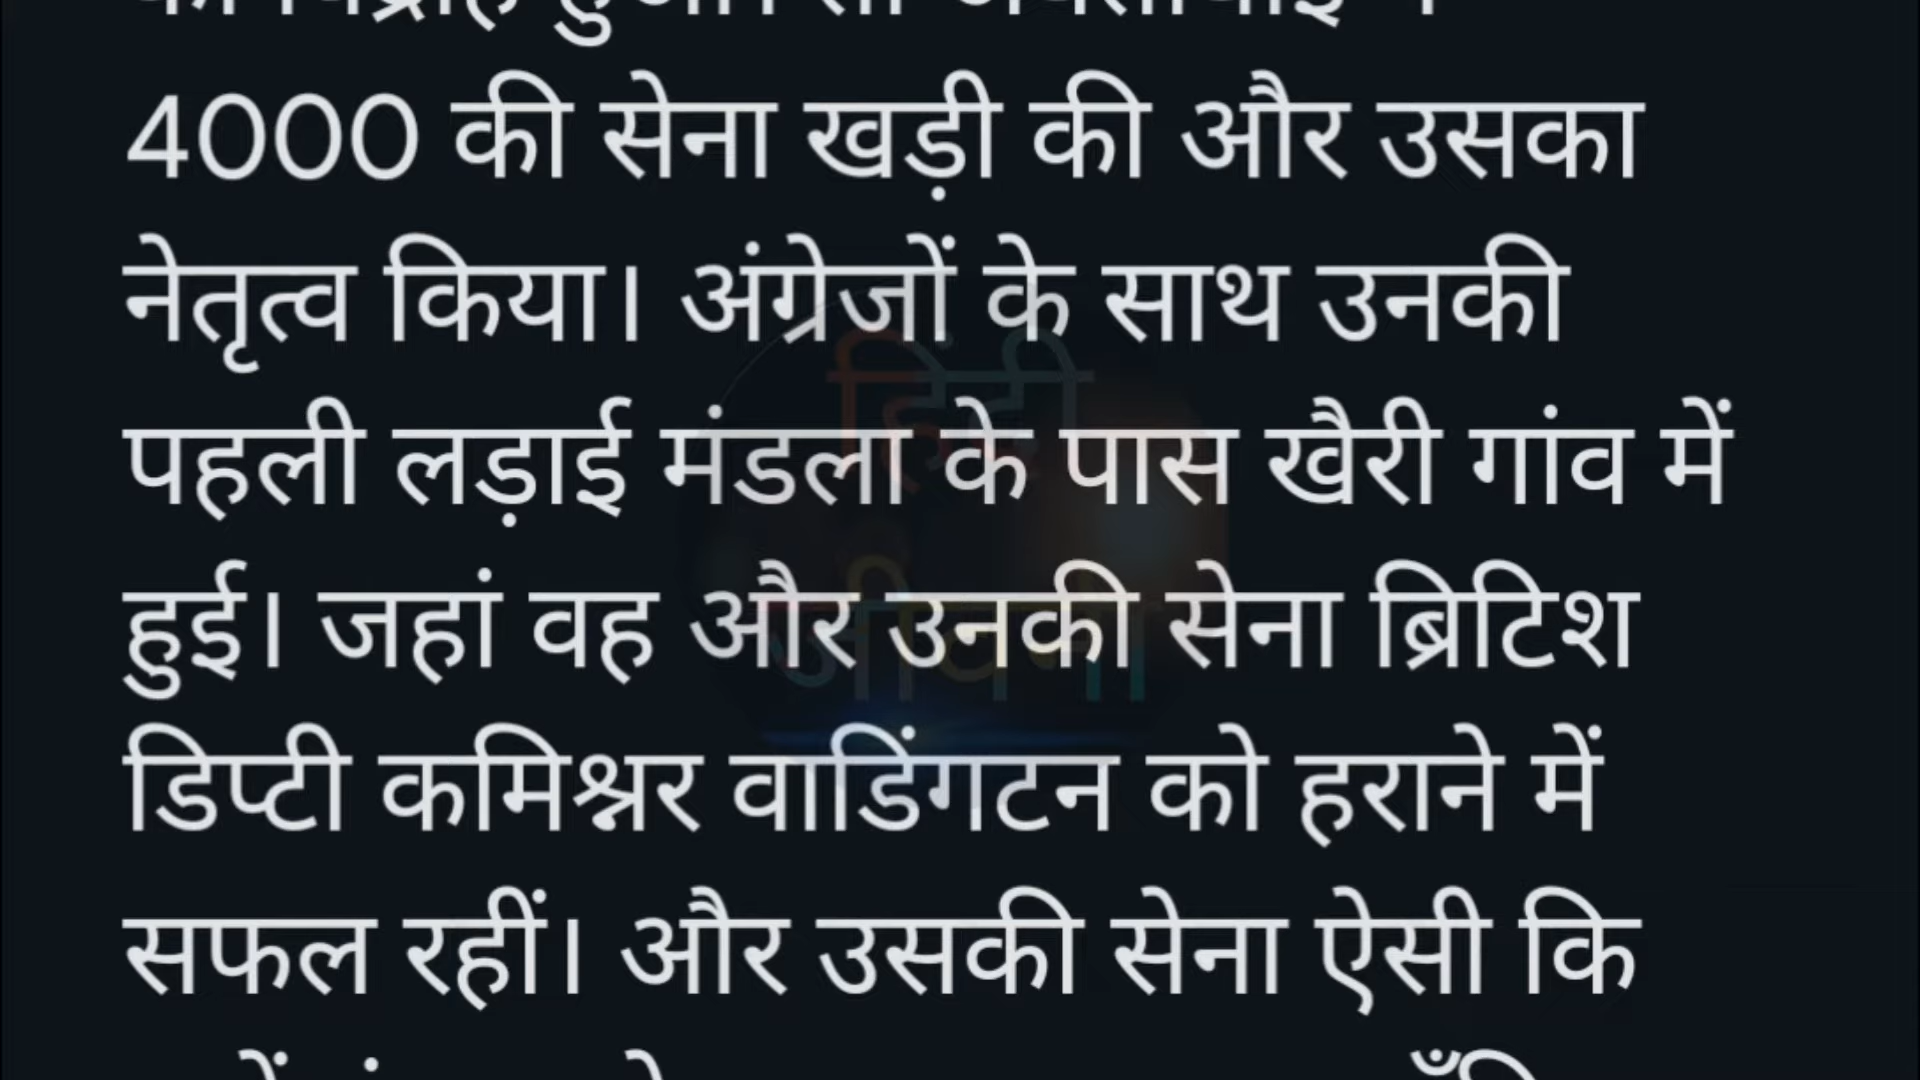 4000 की सेना खड़ी की और उसका
नेतृत्व किया। अंग्रेजों के साथ उनकी
पहली लड़ाई मंडला के पास खैरी गांव में
हुई। जहां वह और उनकी सेना ब्रिटिश
डिप्टी कमिश्नर वाडिंगटन को हराने में
सफल रहीं। और उसकी सेना ऐसी कि